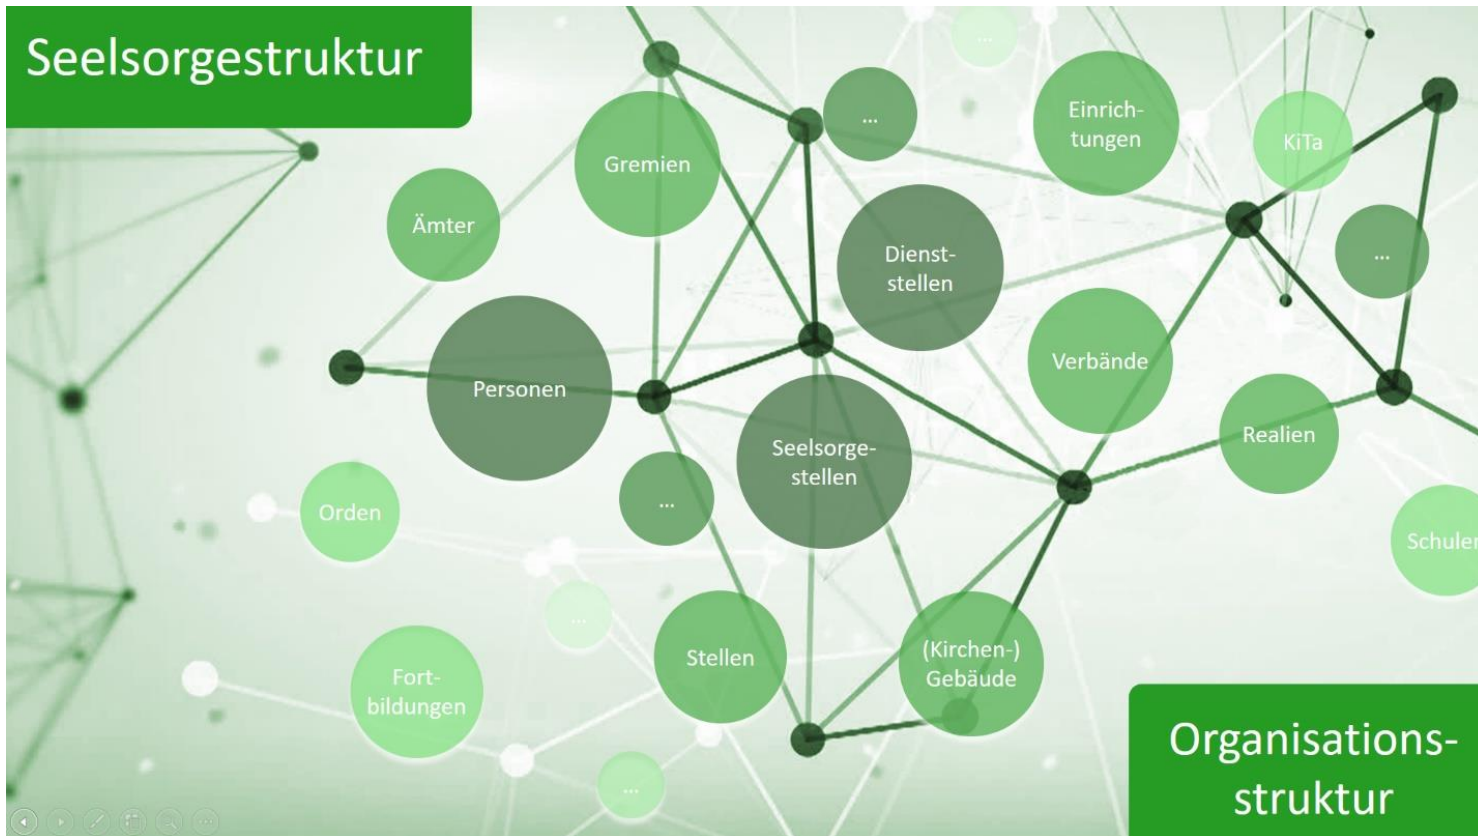 Seelsorgestruktur
...
...
Einrich-
tungen
KiTa
Gremien
Ämter
Dienst-
stellen
...
Verbände
Personen
Realien
Seelsorge-
stellen
...
Orden
Schulen
...
Stellen
(Kirchen-)
Gebäude
Fort-
bildungen
...
Organisations-
struktur